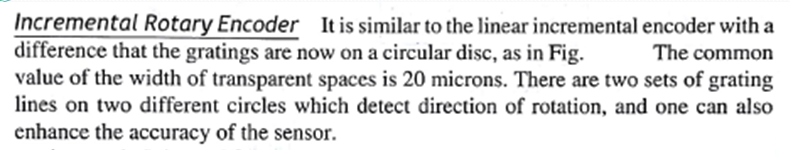 Incremental Rotary Encoder It is similar to the linear incremental encoder with a
difference that the gratings are now on a circular disc, as in Fig. The common
value of the width of transparent spaces is 20 microns. There are two sets of grating
lines on two different circles which detect direction of rotation, and one can also
enhance the accuracy of the sensor.